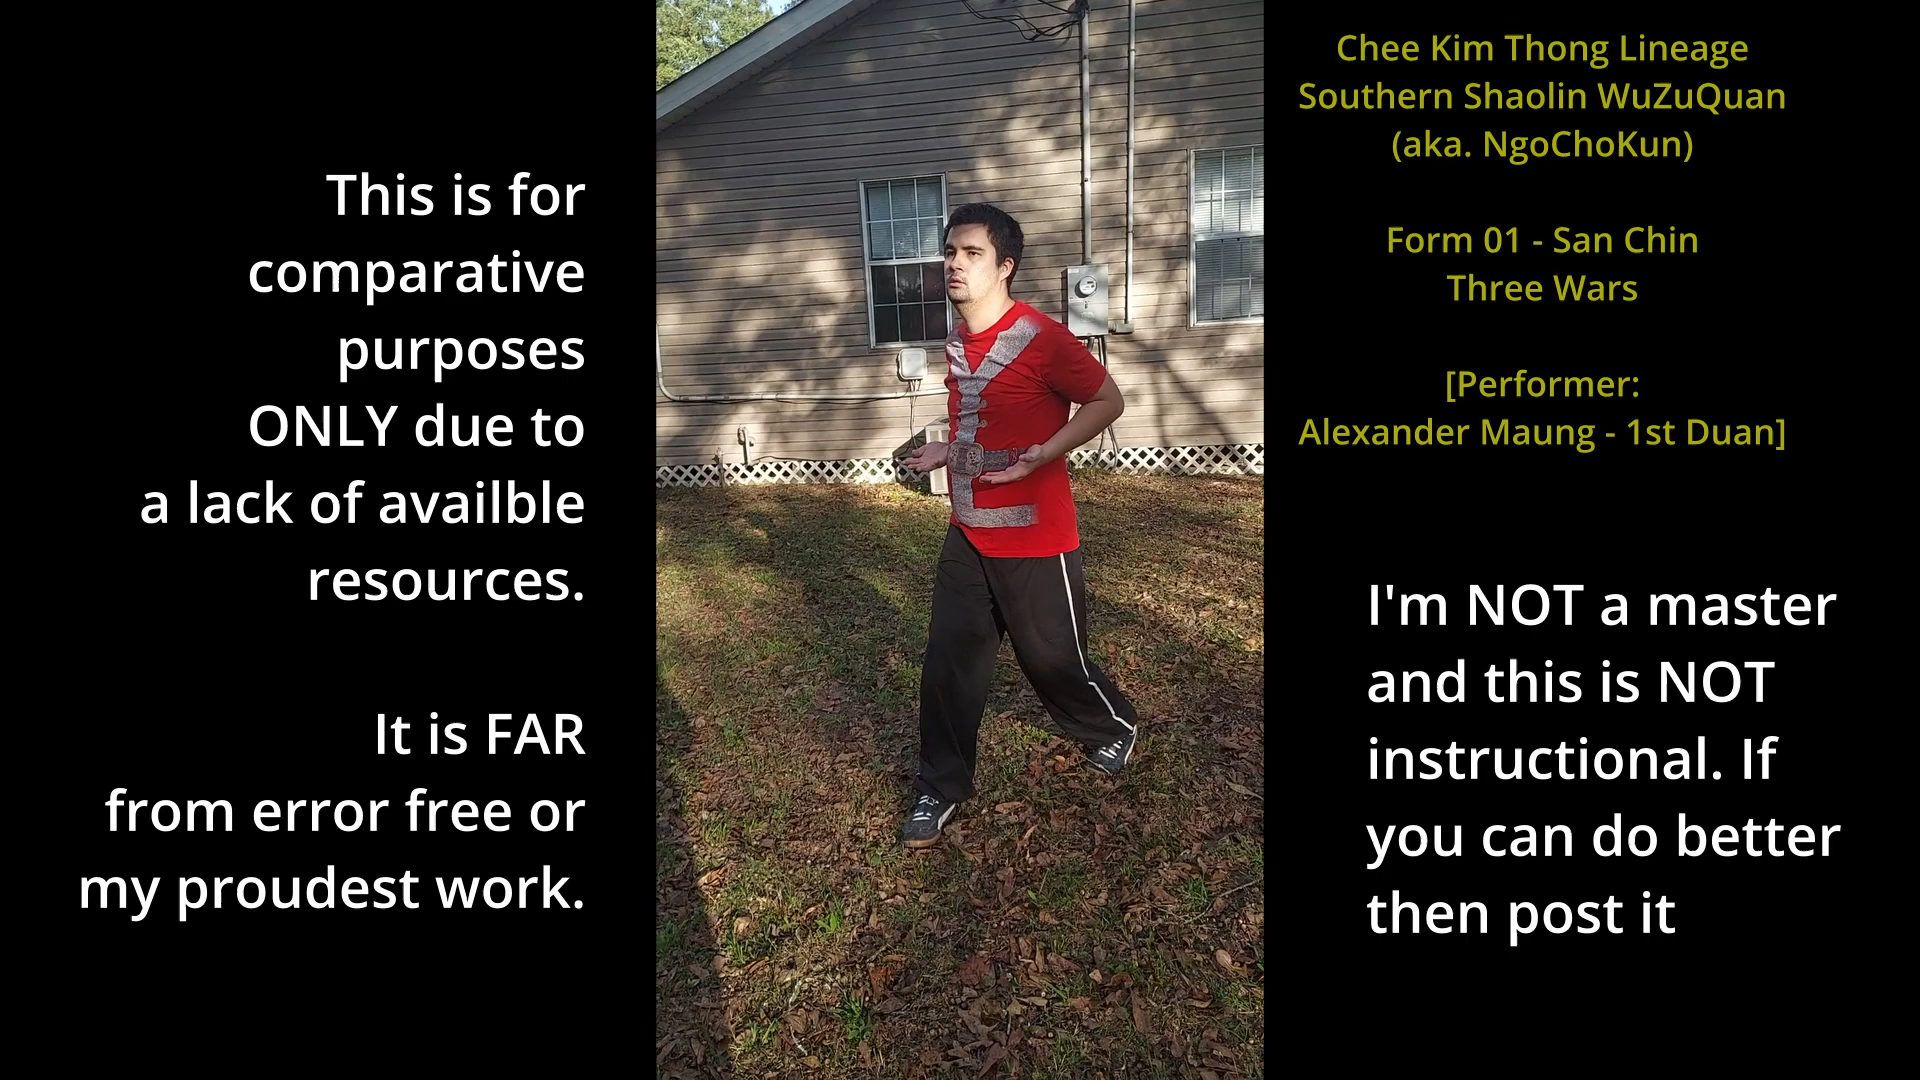 This is for
comparative
purposes
ONLY due to
a lack of availble
resources.
It is FAR
from error free or
my proudest work.
Chee Kim Thong Lineage
Southern Shaolin WuZuQuan
(aka. NgoChoKun)
Form 01 - San Chin
Three Wars
[Performer:
Alexander Maung - 1st Duan]
I'm NOT a master
and this is NOT
instructional. If
you can do better
then post it